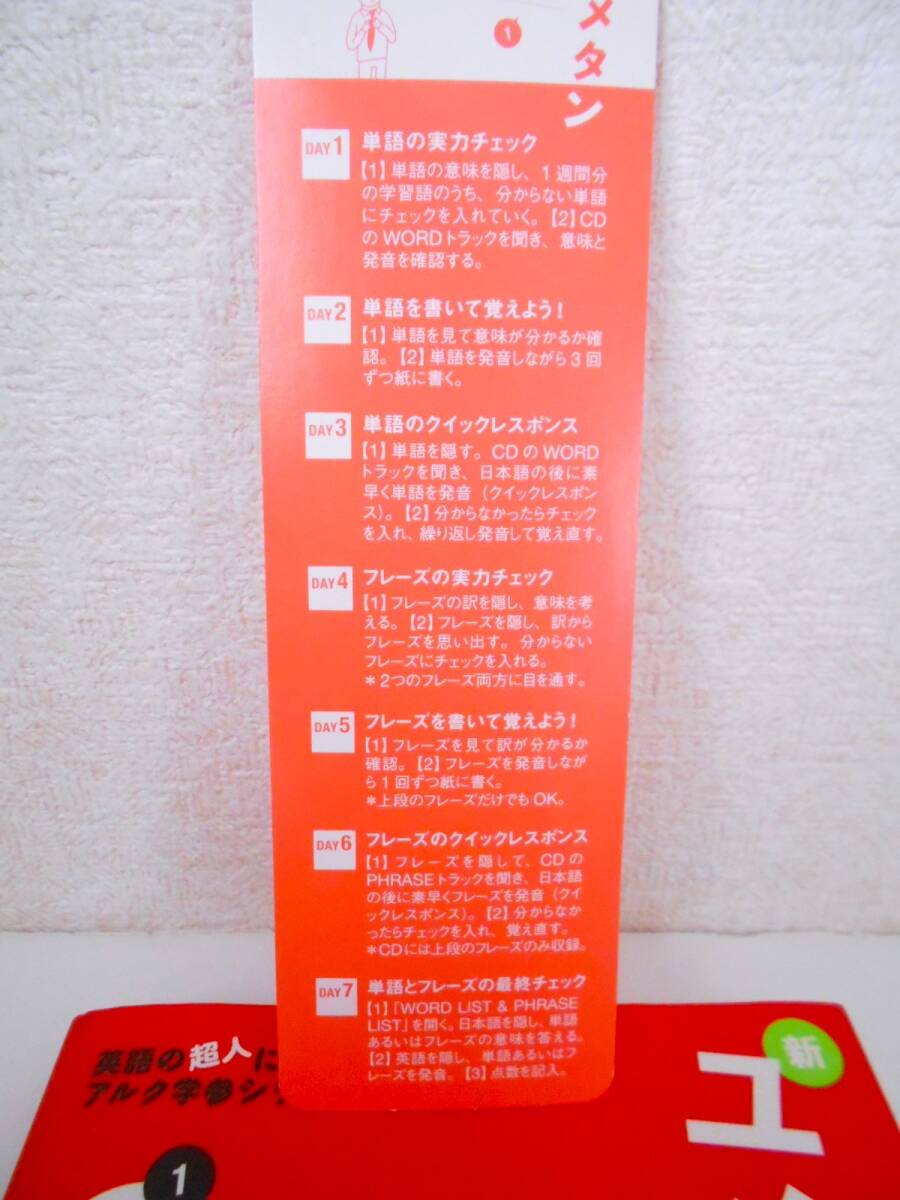 メタン
1
DAY1 単語の実力チェック
【1】単語の意味を隠し、1週間分
の学習語のうち、分からない単語
にチェックを入れていく。【2】CD
のWORDトラックを聞き、意味と
発音を確認する。
DAY2 単語を書いて覚えよう!
【1】単語を見て意味が分かるか確
認。【2】単語を発音しながら3回
ずつ紙に書く。
DAY3 単語のクイックレスポンス
【1】単語を隠す。CDのWORD
トラックを聞き、日本語の後に素
早く単語を発音(クイックレスポン
ス)。【2】分からなかったらチェック
を入れ、繰り返し発音して覚え直す。
DAY4 フレーズの実力チェック
【1】フレーズの訳を隠し、意味を考
える。【2】フレーズを隠し、訳から
フレーズを思い出す。分からない
フレーズにチェックを入れる。
*2つのフレーズ両方に目を通す。
DAY5 フレーズを書いて覚えよう!
【1】フレーズを見て訳が分かるか
確認。【2】フレーズを発音しなが
ら1回ずつ紙に書く。
*上段のフレーズだけでもOK。
DAY6 フレーズのクイックレスポンス
【1】フレーズを隠して、CDの
PHRASEトラックを聞き、日本語
の後に素早くフレーズを発音(クイ
ックレスポンス)。【2】分からなか
ったらチェックを入れ、覚え直す。
*CDには上段のフレーズのみ収録。
DAY7 単語とフレーズの最終チェック
【1】「WORD LIST & PHRASE
LIST」を開く。日本語を隠し、単語
あるいはフレーズの意味を答える。
【2】英語を隠し、単語あるいはフ
レーズを発音。【3】点数を記入。
英語の超人に
アルク学参シリ
新
ユ
1